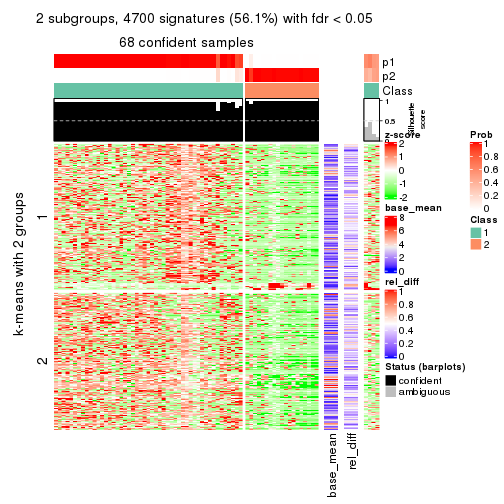 2 subgroups, 4700 signatures (56.1%) with fdr < 0.05
68 confident samples
p1
p2
Class
1
0.5
0
Silhouette
score
k-means with 2 groups
1
2
base_mean
rel_diff
z-score
2
1
0
-1
-2
base_mean
8
6
4
2
0
rel_diff
1
0.8
0.6
0.4
0.2
0
Status (barplots)
confident
ambiguous
Prob
1
0.8
0.6
0.4
0.2
0
Class
1
2